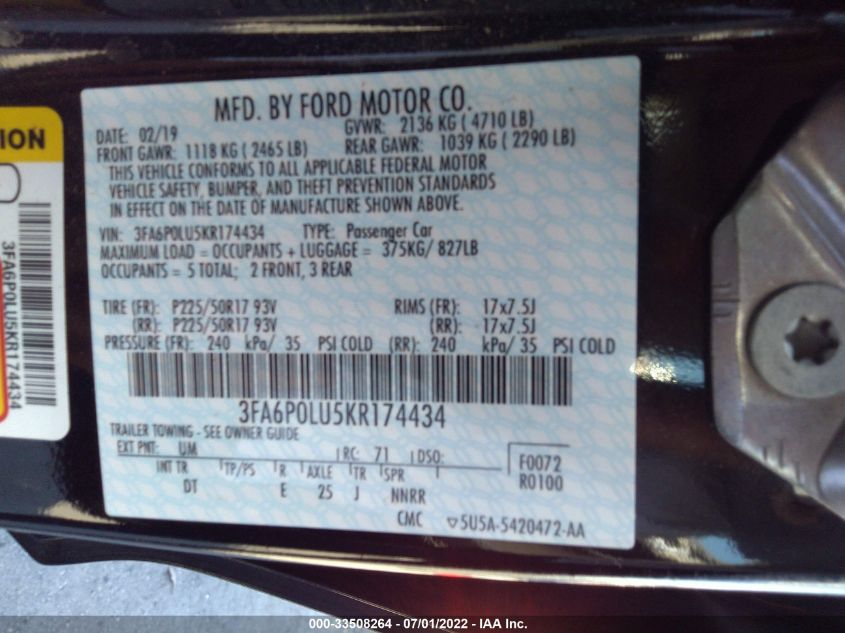 MFD. BY FORD MOTOR CO.
DATE: 02/19 GVWR: 2136 KG ( 4710 LB)
FRONT GAWR: 1118 KG ( 2465 LB) REAR GAWR: 1039 KG ( 2290 LB)
THIS VEHICLE CONFORMS TO ALL APPLICABLE FEDERAL MOTOR
VEHICLE SAFETY, BUMPER, AND THEFT PREVENTION STANDARDS
IN EFFECT ON THE DATE OF MANUFACTURE SHOWN ABOVE.
VIN: 3FA6P0LU5KR174434 TYPE: Passenger Car
MAXIMUM LOAD = OCCUPANTS + LUGGAGE = 375KG/ 827LB
OCCUPANTS = 5 TOTAL; 2 FRONT, 3 REAR
TIRE (FR): P225/50R17 93V RIMS (FR): 17x7.5J
(RR): P225/50R17 93V (RR): 17x7.5J
PRESSURE (FR): 240 kPa/ 35 PSI COLD (RR): 240 kPa/ 35 PSI COLD
3FA6P0LU5KR174434
TRAILER TOWING - SEE OWNER GUIDE
EXT PNT: UM RC: 71 DSO: F0072
INT TR TP/PS R AXLE TR SPR R0100
DT E 25 J NNRR
CMC 5U5A-5420472-AA
ION
3FA6P0LU5KR174434
000-33508264 - 07/01/2022 - IAA Inc.